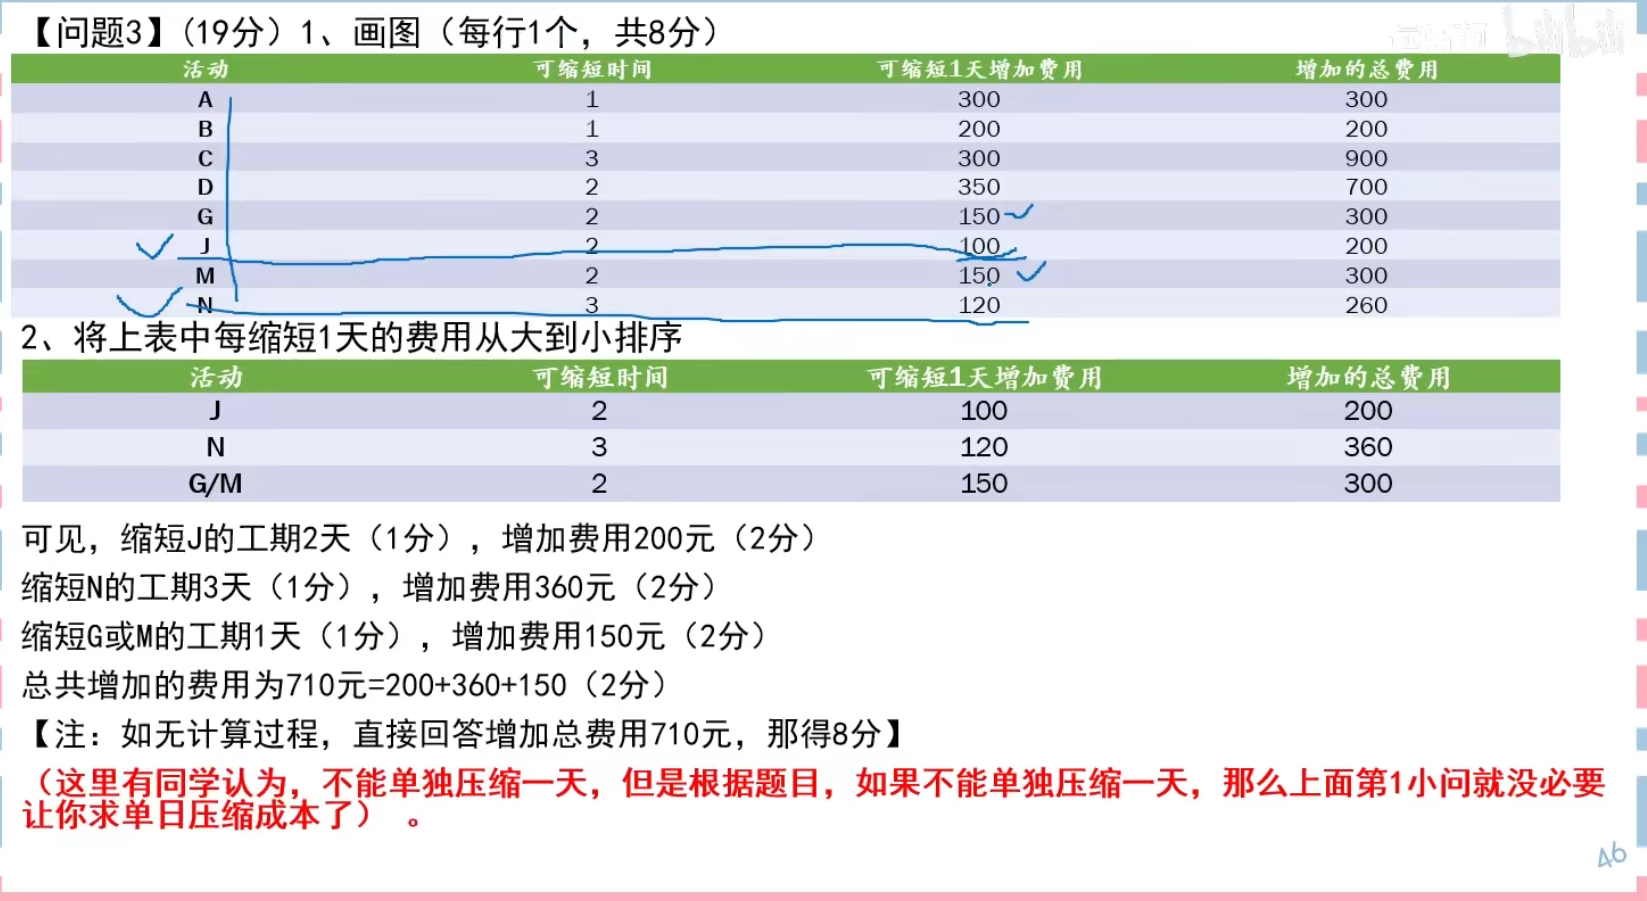 【问题3】(19分）1、画图（每行1个，共8分）
bilibili
活动 可缩短时间 可缩短1天增加费用 增加的总费用
A 1 300 300
B 1 200 200
C 3 300 900
D 2 350 700
G 2 150 300
J 2 100 200
M 2 150 300
N 3 120 260
2、将上表中每缩短1天的费用从大到小排序
活动 可缩短时间 可缩短1天增加费用 增加的总费用
J 2 100 200
N 3 120 360
G/M 2 150 300
可见，缩短J的工期2天（1分），增加费用200元（2分）
缩短N的工期3天（1分），增加费用360元（2分）
缩短G或M的工期1天（1分），增加费用150元（2分）
总共增加的费用为710元=200+360+150（2分）
【注：如无计算过程，直接回答增加总费用710元，那得8分】
（这里有同学认为，不能单独压缩一天，但是根据题目，如果不能单独压缩一天，那么上面第1小问就没必要
让你求单日压缩成本了）。
46